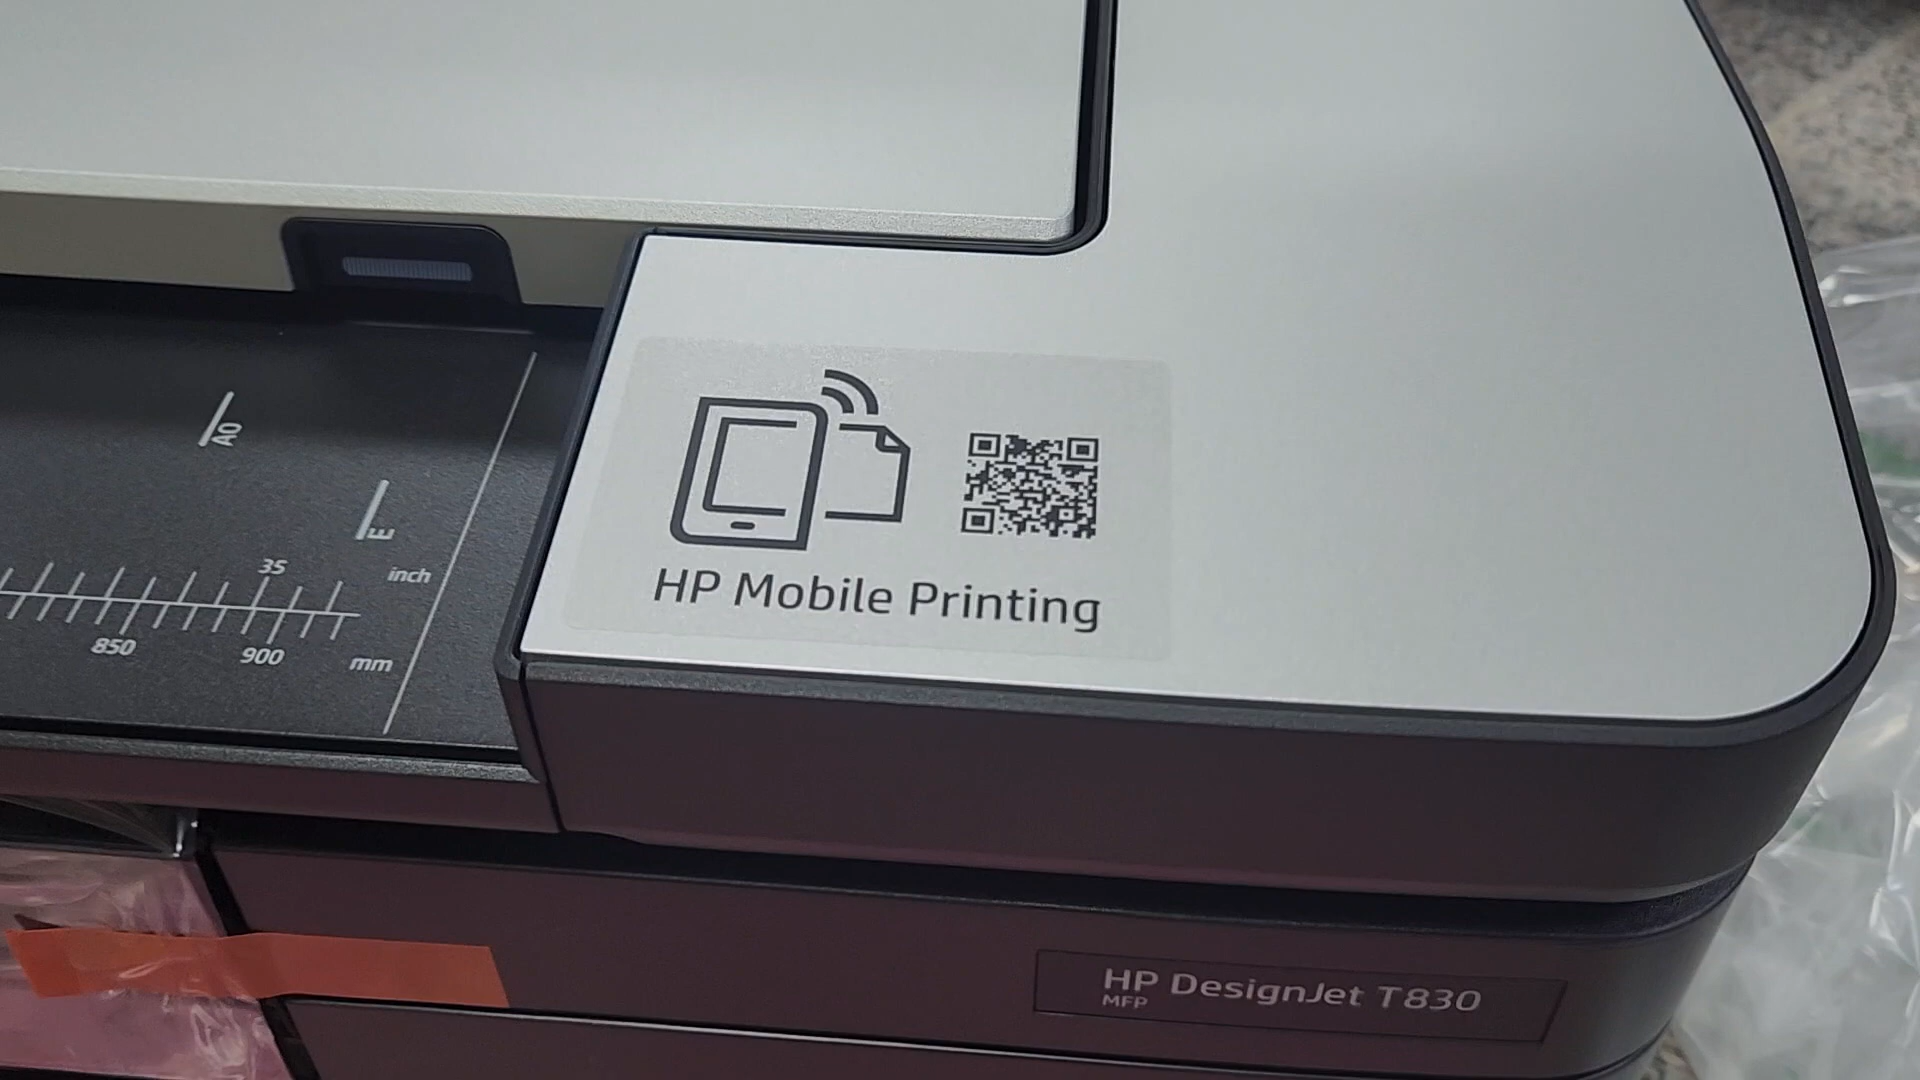 A0
E
35
inch
850
900
mm
HP Mobile Printing
HP DesignJet T830
MFP